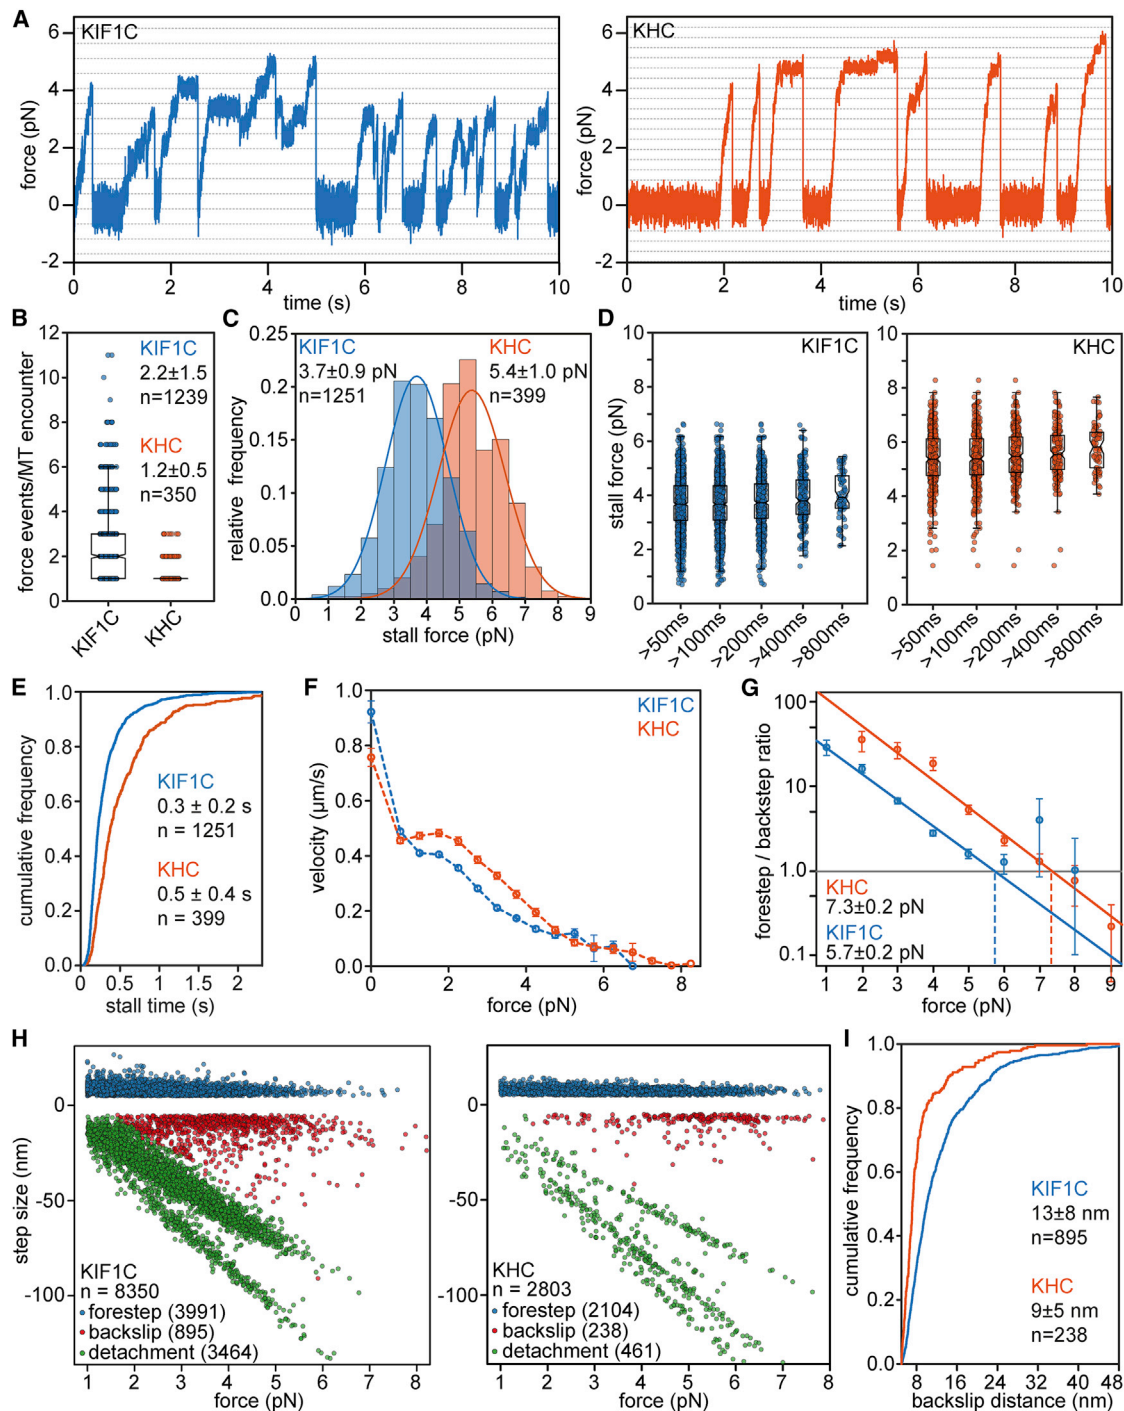 A
KIF1C
6
4
2
0
-2
force (pN)
0 2 4 6 8 10
time (s)
KHC
6
4
2
0
-2
force (pN)
0 2 4 6 8 10
time (s)
B
12
10
8
6
4
2
0
force events/MT encounter
KIF1C
2.2±1.5
n=1239
KHC
1.2±0.5
n=350
KIF1C KHC
C
0.25
0.2
0.15
0.1
0.05
0.0
relative frequency
KIF1C
3.7±0.9 pN
n=1251
KHC
5.4±1.0 pN
n=399
1 2 3 4 5 6 7 8 9
stall force (pN)
D
10
8
6
4
2
0
stall force (pN)
KIF1C
>50ms >100ms >200ms >400ms >800ms
10
8
6
4
2
0
KHC
>50ms >100ms >200ms >400ms >800ms
E
1.0
0.8
0.6
0.4
0.2
0.0
cumulative frequency
KIF1C
0.3 ± 0.2 s
n = 1251
KHC
0.5 ± 0.4 s
n = 399
0 0.5 1 1.5 2
stall time (s)
F
1.0
0.8
0.6
0.4
0.2
0.0
velocity (µm/s)
KIF1C
KHC
0 2 4 6 8
force (pN)
G
100
10
1.0
0.1
forestep / backstep ratio
KHC
7.3±0.2 pN
KIF1C
5.7±0.2 pN
1 2 3 4 5 6 7 8 9
force (pN)
H
0
-50
-100
step size (nm)
KIF1C
n = 8350
forestep (3991)
backslip (895)
detachment (3464)
1 2 3 4 5 6 7 8
force (pN)
0
-50
-100
KHC
n = 2803
forestep (2104)
backslip (238)
detachment (461)
1 2 3 4 5 6 7 8
force (pN)
I
1.0
0.8
0.6
0.4
0.2
0.0
cumulative frequency
KIF1C
13±8 nm
n=895
KHC
9±5 nm
n=238
8 16 24 32 40 48
backslip distance (nm)